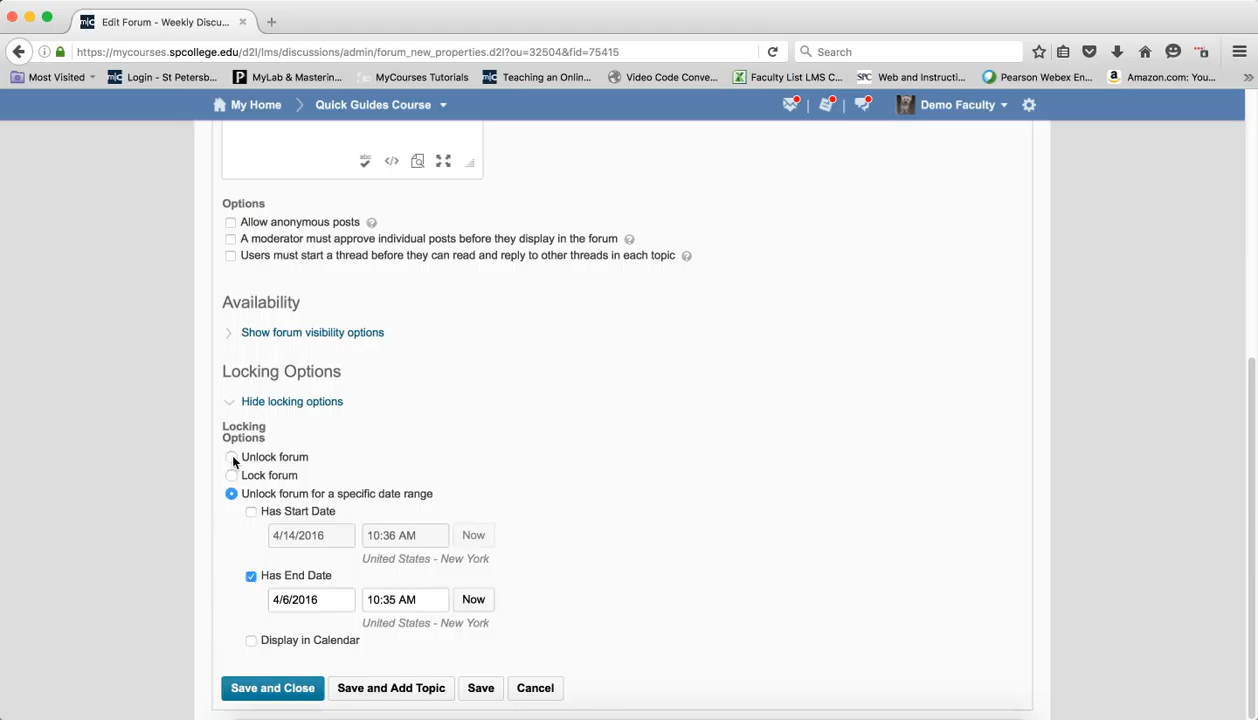 Edit Forum - Weekly Discu...
https://mycourses.spcollege.edu/d2l/lms/discussions/admin/forum_new_properties.d2l?ou=32504&fid=75415
Search
Most Visited
Login - St Petersb...
MyLab & Masterin...
MyCourses Tutorials
Teaching an Onlin...
Video Code Conve...
Faculty List LMS C...
SPC Web and Instructi...
Pearson Webex En...
Amazon.com: You...
My Home
Quick Guides Course
Demo Faculty
Options
Allow anonymous posts
A moderator must approve individual posts before they display in the forum
Users must start a thread before they can read and reply to other threads in each topic
Availability
Show forum visibility options
Locking Options
Hide locking options
Locking
Options
Unlock forum
Lock forum
Unlock forum for a specific date range
Has Start Date
4/14/2016 10:36 AM Now
United States - New York
Has End Date
4/6/2016 10:35 AM Now
United States - New York
Display in Calendar
Save and Close Save and Add Topic Save Cancel